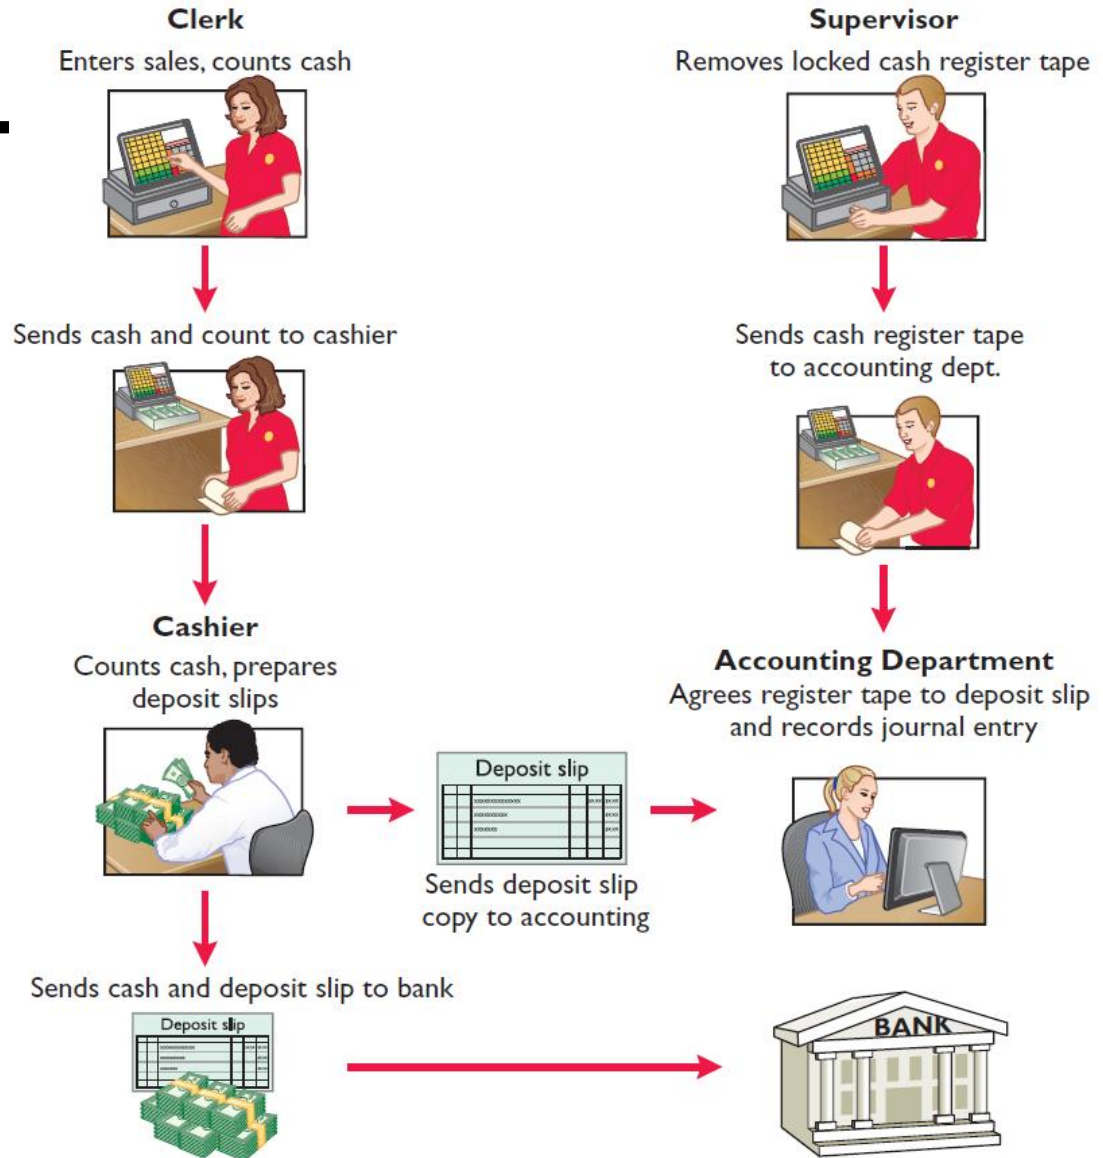 Clerk
Enters sales, counts cash
Supervisor
Removes locked cash register tape
Sends cash and count to cashier
Sends cash register tape
to accounting dept.
Cashier
Counts cash, prepares
deposit slips
Accounting Department
Agrees register tape to deposit slip
and records journal entry
Deposit slip
Sends deposit slip
copy to accounting
Sends cash and deposit slip to bank
Deposit slip
BANK